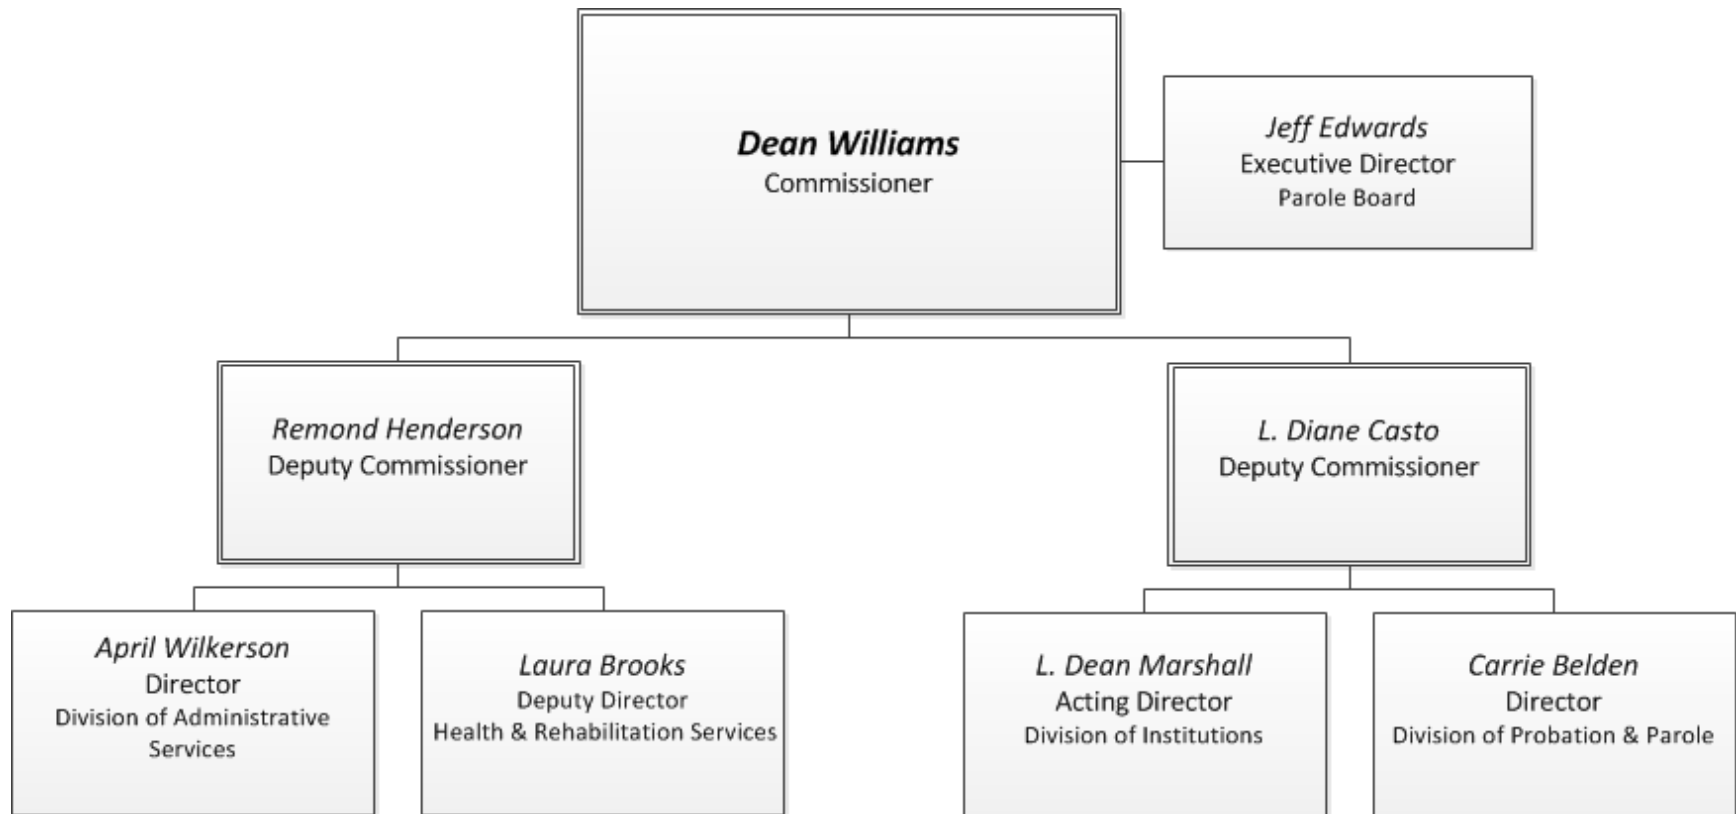 Dean Williams
Commissioner
Jeff Edwards
Executive Director
Parole Board
Remond Henderson
Deputy Commissioner
L. Diane Casto
Deputy Commissioner
April Wilkerson
Director
Division of Administrative
Services
Laura Brooks
Deputy Director
Health & Rehabilitation Services
L. Dean Marshall
Acting Director
Division of Institutions
Carrie Belden
Director
Division of Probation & Parole